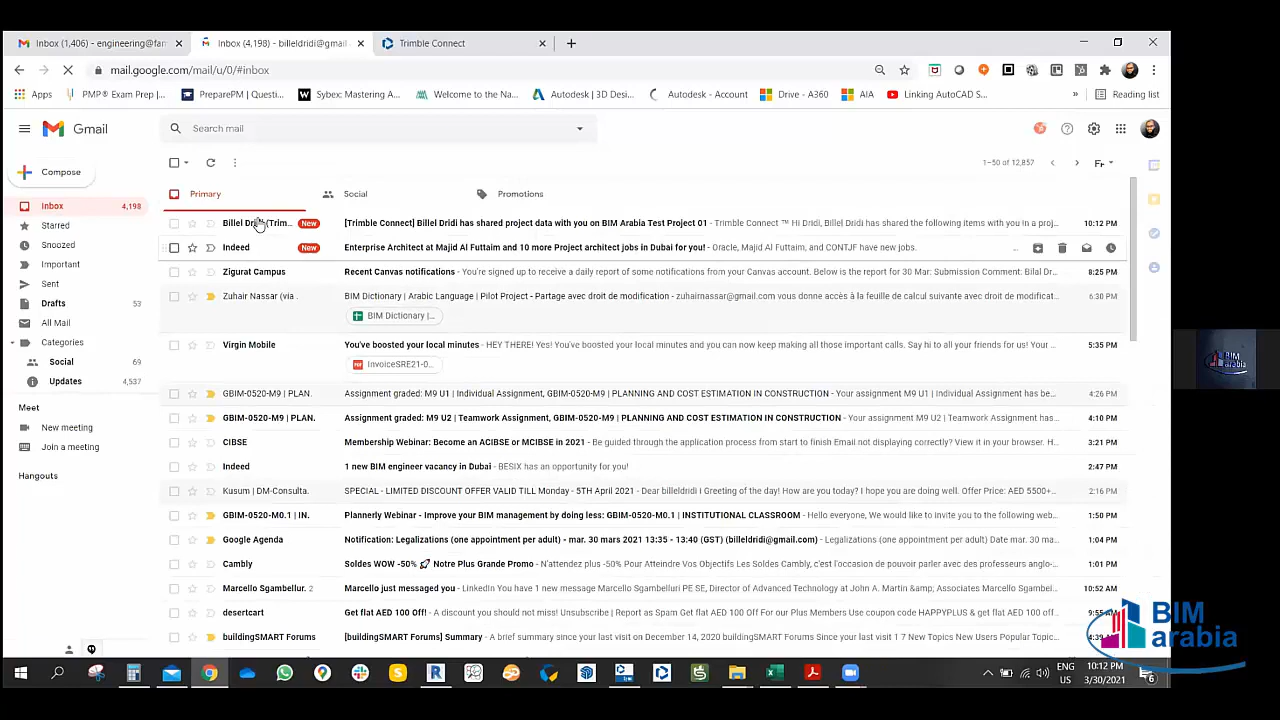 Inbox (1,406) - engineering@fan
Inbox (4,198) - billeldridi@gmail
Trimble Connect
mail.google.com/mail/u/0/#inbox
Apps
PMP® Exam Prep |...
PreparePM | Questi...
Sybex: Mastering A...
Welcome to the Na...
Autodesk | 3D Desi...
Autodesk - Account
Drive - A360
AIA
Linking AutoCAD S...
»
Reading list
Gmail
Search mail
Compose
1–50 of 12,857
Fr
Inbox 4,198
Starred
Snoozed
Important
Sent
Drafts 53
All Mail
Categories
Social 69
Updates 4,537
Meet
New meeting
Join a meeting
Hangouts
Primary
Social
Promotions
Billel Dridi (Trim... New [Trimble Connect] Billel Dridi has shared project data with you on BIM Arabia Test Project 01 - Trimble Connect ™ Hi Dridi, Billel Dridi has shared the following items with you in a proj... 10:12 PM
Indeed New Enterprise Architect at Majid Al Futtaim and 10 more Project architect jobs in Dubai for you! - Oracle, Majid Al Futtaim, and CONTJF have new jobs. ...
Zigurat Campus Recent Canvas notifications - You're signed up to receive a daily report of some notifications from your Canvas account. Below is the report for 30 Mar: Submission Comment: Bilal Dr... 8:25 PM
Zuhair Nassar (via . BIM Dictionary | Arabic Language | Pilot Project - Partage avec droit de modification - zuhairnassar@gmail.com vous donne accès à la feuille de calcul suivante avec droit de modificat... 6:30 PM
BIM Dictionary |...
Virgin Mobile You've boosted your local minutes - HEY THERE! Yes! You've boosted your local minutes and you can now keep making all those important calls. Say hi to all your friends for us! Your ... 5:35 PM
InvoiceSRE21-0...
GBIM-0520-M9 | PLAN. Assignment graded: M9 U1 | Individual Assignment, GBIM-0520-M9 | PLANNING AND COST ESTIMATION IN CONSTRUCTION - Your assignment M9 U1 | Individual Assignment has be... 4:26 PM
GBIM-0520-M9 | PLAN. Assignment graded: M9 U2 | Teamwork Assignment, GBIM-0520-M9 | PLANNING AND COST ESTIMATION IN CONSTRUCTION - Your assignment M9 U2 | Teamwork Assignment has... 4:10 PM
CIBSE Membership Webinar: Become an ACIBSE or MCIBSE in 2021 - Be guided through the application process from start to finish Email not displaying correctly? View it in your browser. H... 3:21 PM
Indeed 1 new BIM engineer vacancy in Dubai - BESIX has an opportunity for you! 2:47 PM
Kusum | DM-Consulta. SPECIAL - LIMITED DISCOUNT OFFER VALID TILL Monday - 5TH April 2021 - Dear billeldridi l Greeting of the day! How are you today? I hope you are doing well. Offer Price: AED 5500+... 2:16 PM
GBIM-0520-M0.1 | IN. Plannerly Webinar - Improve your BIM management by doing less: GBIM-0520-M0.1 | INSTITUTIONAL CLASSROOM - Hello everyone, We would like to invite you to the following web... 1:50 PM
Google Agenda Notification: Legalizations (one appointment per adult) - mar. 30 mars 2021 13:35 - 13:40 (GST) (billeldridi@gmail.com) - Legalizations (one appointment per adult) Date mar. 30 ma... 1:04 PM
Cambly Soldes WOW -50% 🚀 Notre Plus Grande Promo - N'attendez plus -50% Pour Atteindre Vos Objectifs Les Soldes Cambly, c'est l'occasion de pouvoir parler avec des professeurs anglo-... 1:01 PM
Marcello Sgambellur. 2 Marcello just messaged you - LinkedIn You have 1 new message Marcello Sgambelluri PE SE, Director of Advanced Technology at John A. Martin &amp; Associates Marcello Sgambelluri... 10:52 AM
desertcart Get flat AED 100 Off! - A discount you should not miss! Unsubscribe | Report as Spam Get flat AED 100 Off! For our Plus Members Use coupon code HAPPYPLUS & get flat AED 100 off... 9:55 AM
buildingSMART Forums [buildingSMART Forums] Summary - A brief summary since your last visit on December 14, 2020 buildingSMART Forums Since your last visit 1 7 New Topics New Users Popular Topic...
BIM
arabia
BIM
arabia
ENG
US
10:12 PM
3/30/2021
6